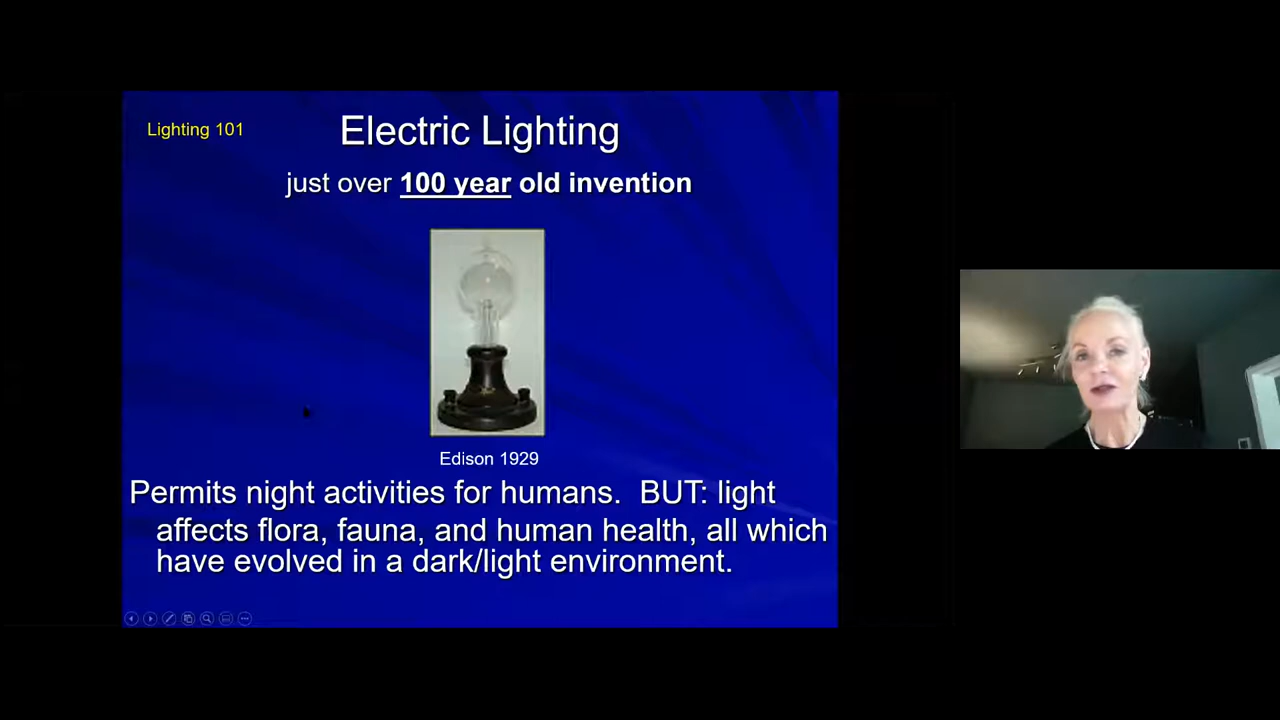 Lighting 101
Electric Lighting
just over 100 year old invention
Edison 1929
Permits night activities for humans.  BUT: light
affects flora, fauna, and human health, all which
have evolved in a dark/light environment.